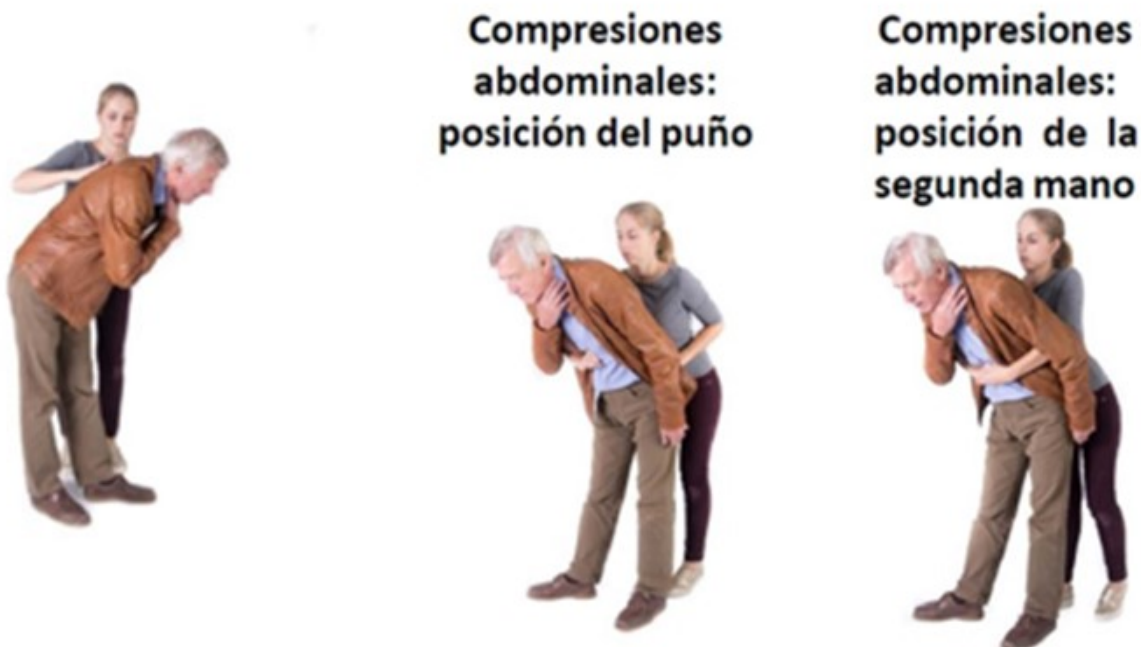 Compresiones
abdominales:
posición del puño
Compresiones
abdominales:
posición de la
segunda mano